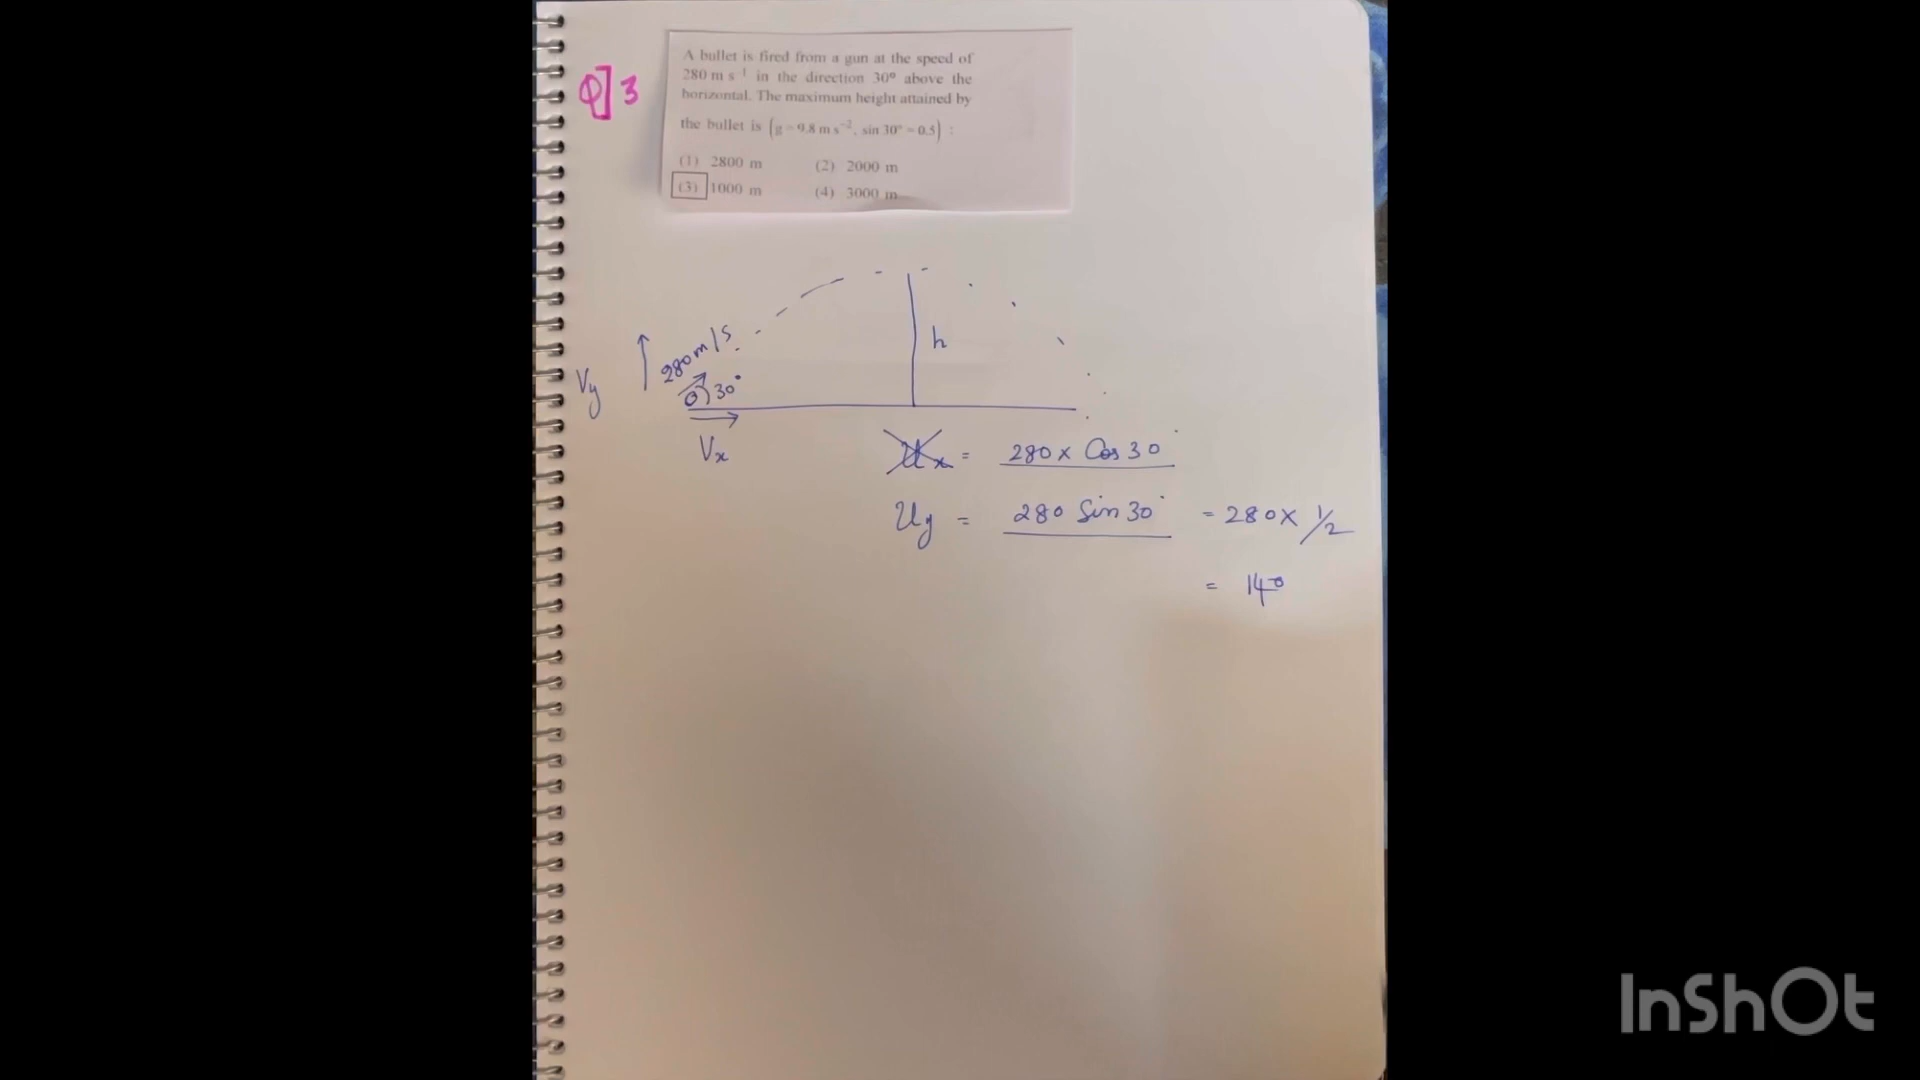 Q] 3
A bullet is fired from a gun at the speed of
280 m s⁻¹ in the direction 30° above the
horizontal. The maximum height attained by
the bullet is (g = 9.8 m s⁻², sin 30° = 0.5) :
(1) 2800 m (2) 2000 m
(3) 1000 m (4) 3000 m
h
280 m/s
Vy
θ 30°
Vx
Ux = 280 x Cos 30°
Uy = 280 Sin 30° = 280 x 1/2
= 140
InShOt